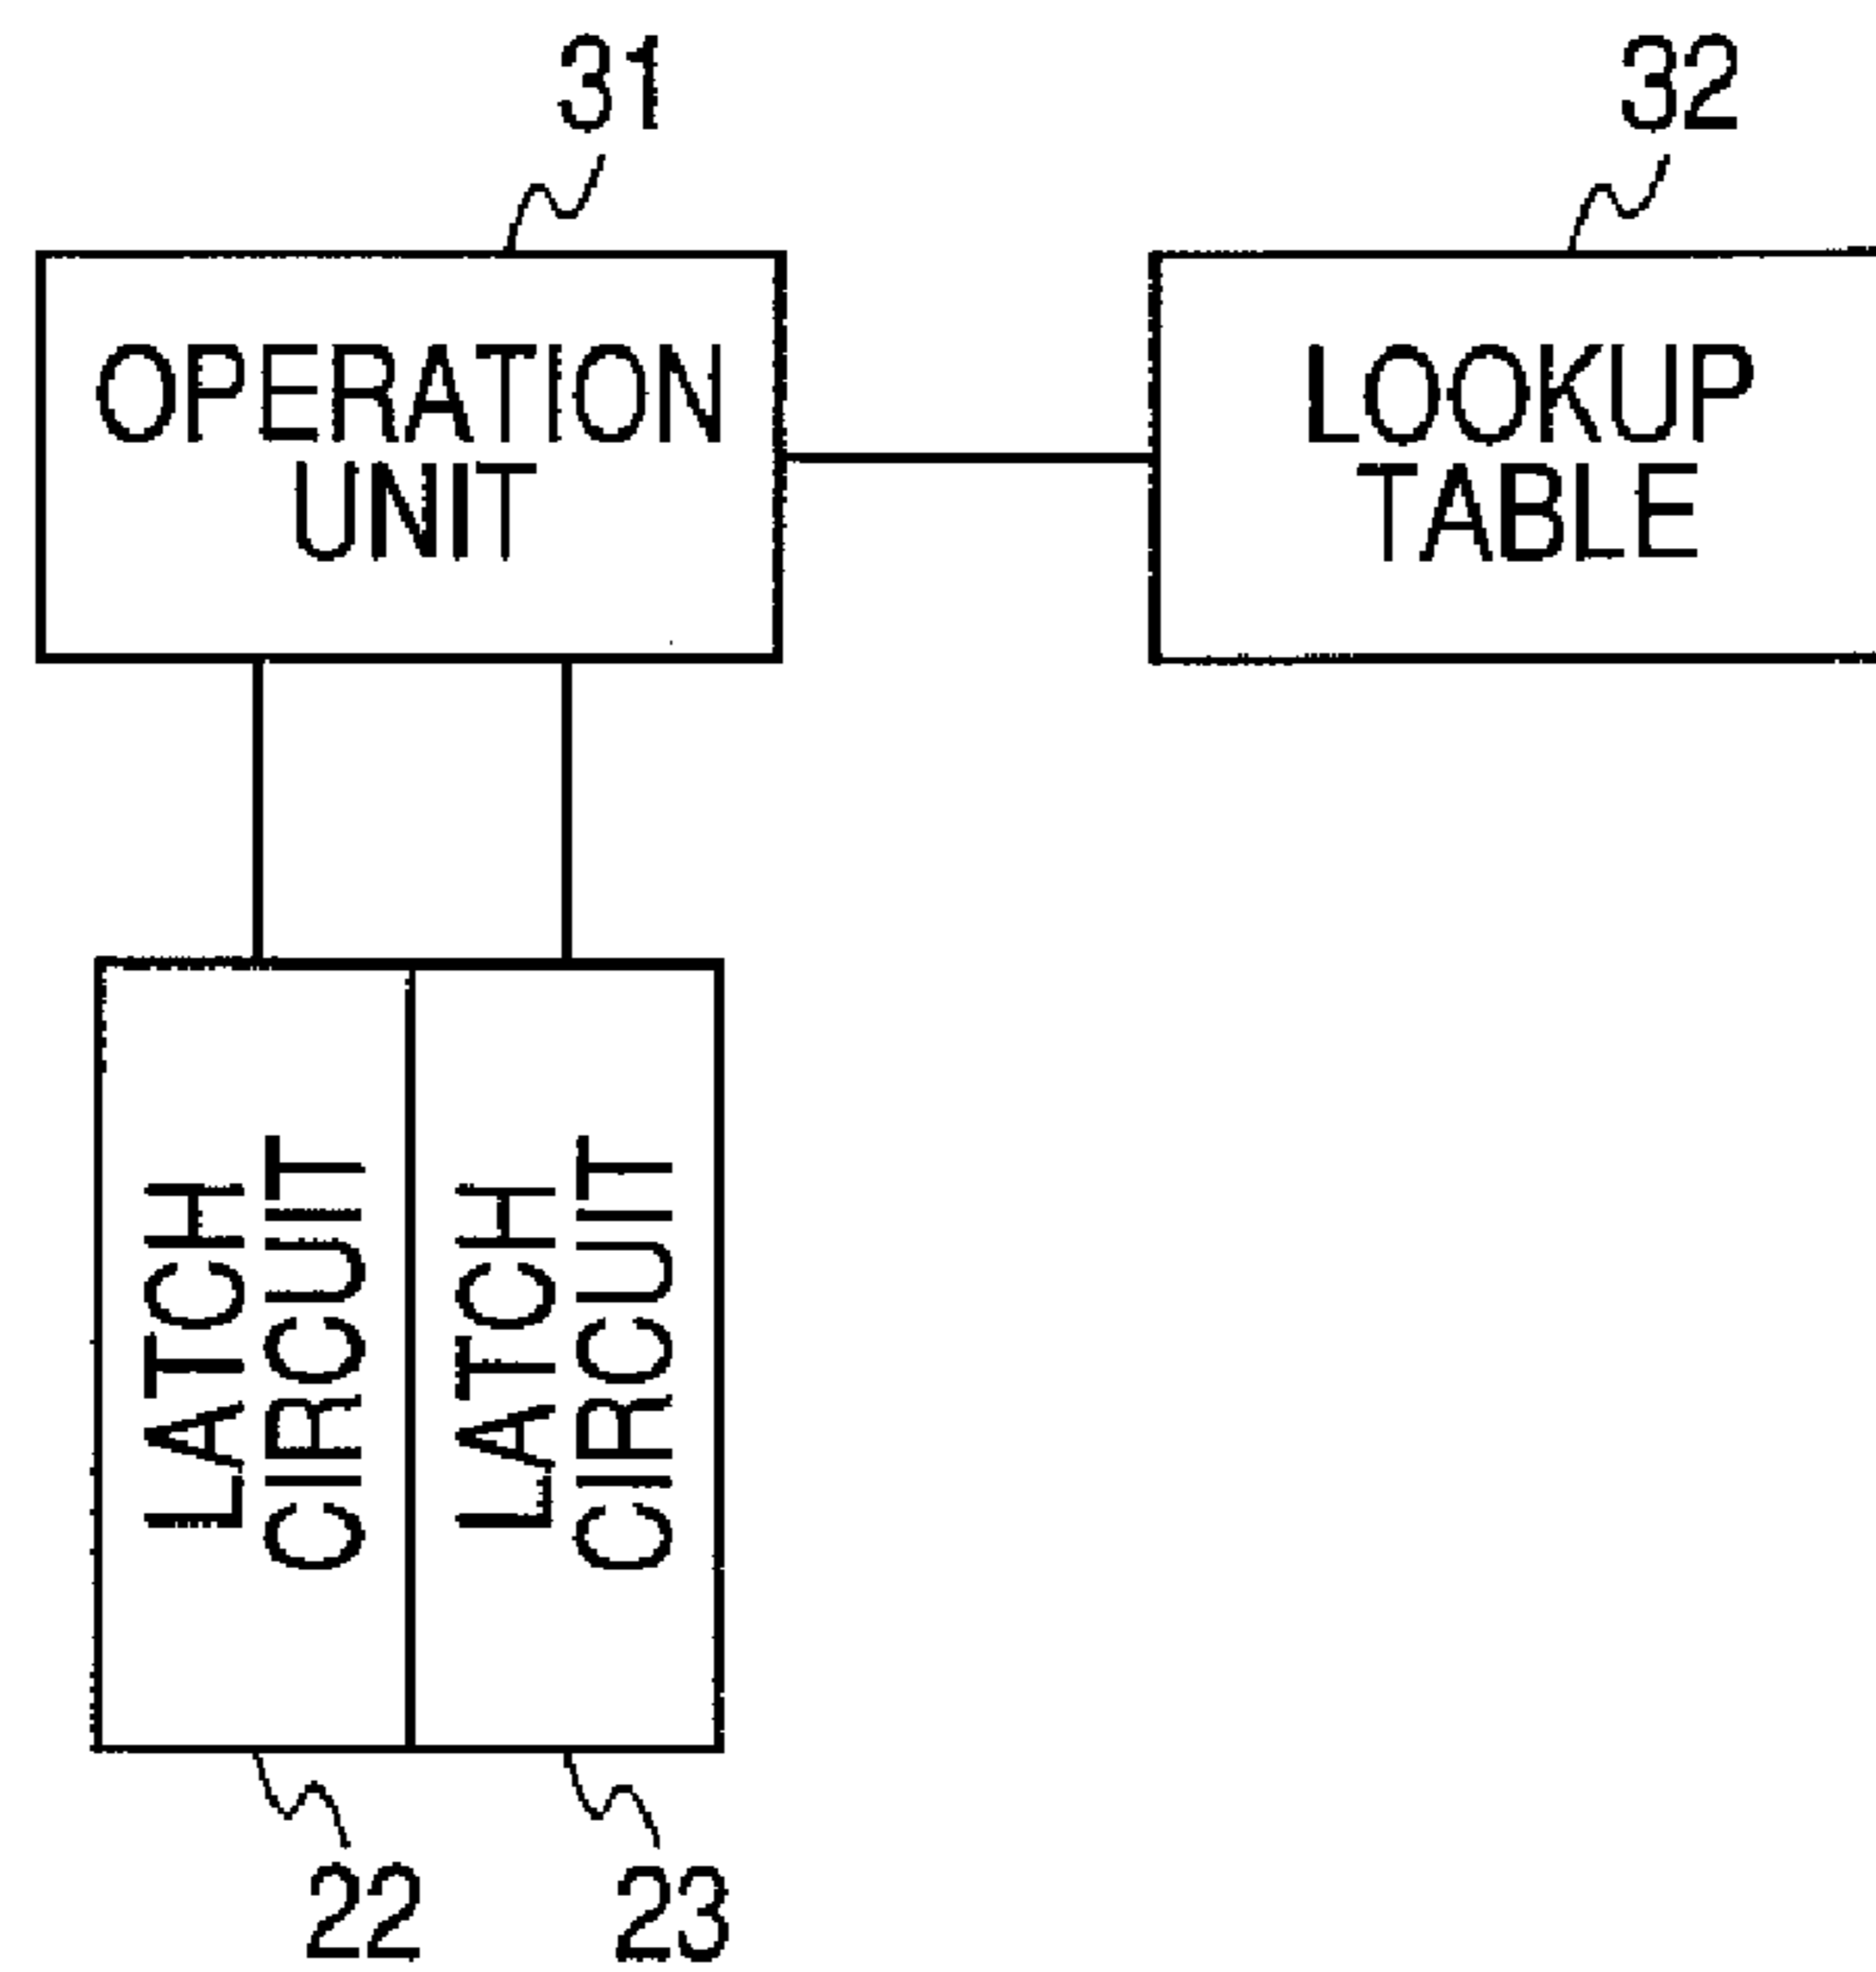 31
32
OPERATION
UNIT
LOOKUP
TABLE
LATCH
CIRCUIT
LATCH
CIRCUIT
22
23